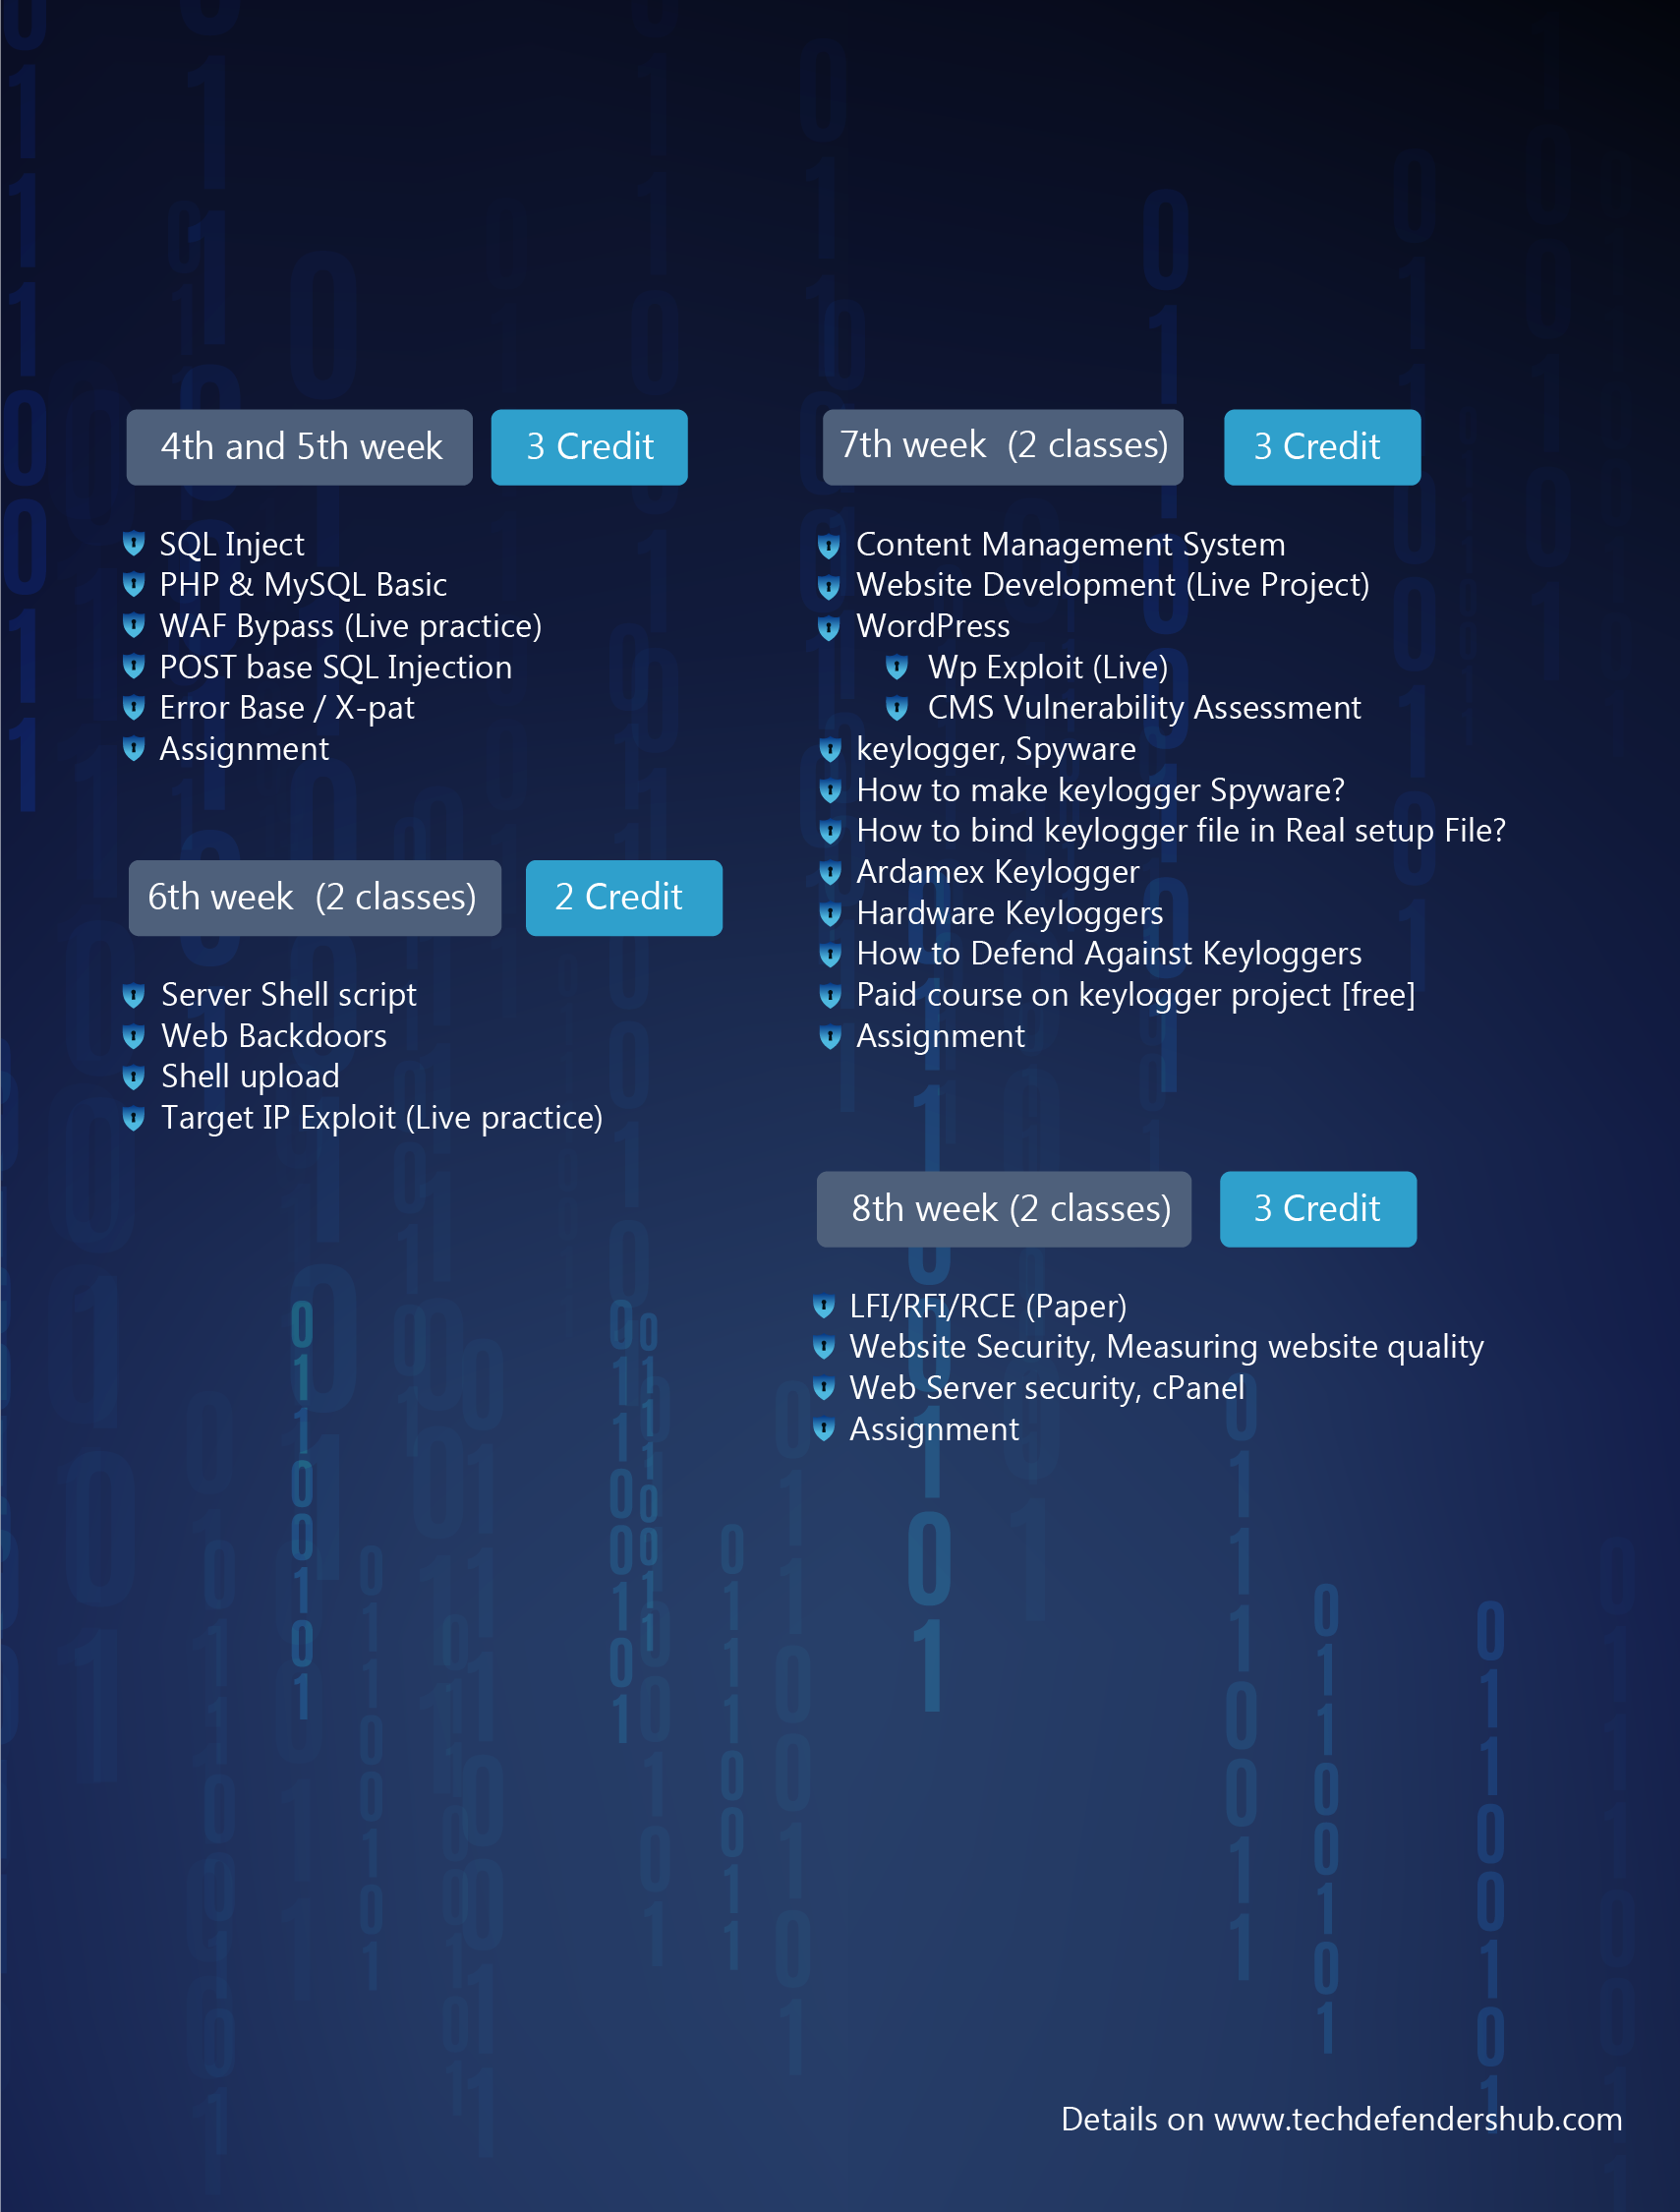 4th and 5th week
3 Credit
SQL Inject
PHP & MySQL Basic
WAF Bypass (Live practice)
POST base SQL Injection
Error Base / X-pat
Assignment
6th week (2 classes)
2 Credit
Server Shell script
Web Backdoors
Shell upload
Target IP Exploit (Live practice)
7th week (2 classes)
3 Credit
Content Management System
Website Development (Live Project)
WordPress
Wp Exploit (Live)
CMS Vulnerability Assessment
keylogger, Spyware
How to make keylogger Spyware?
How to bind keylogger file in Real setup File?
Ardamex Keylogger
Hardware Keyloggers
How to Defend Against Keyloggers
Paid course on keylogger project [free]
Assignment
8th week (2 classes)
3 Credit
LFI/RFI/RCE (Paper)
Website Security, Measuring website quality
Web Server security, cPanel
Assignment
Details on www.techdefendershub.com